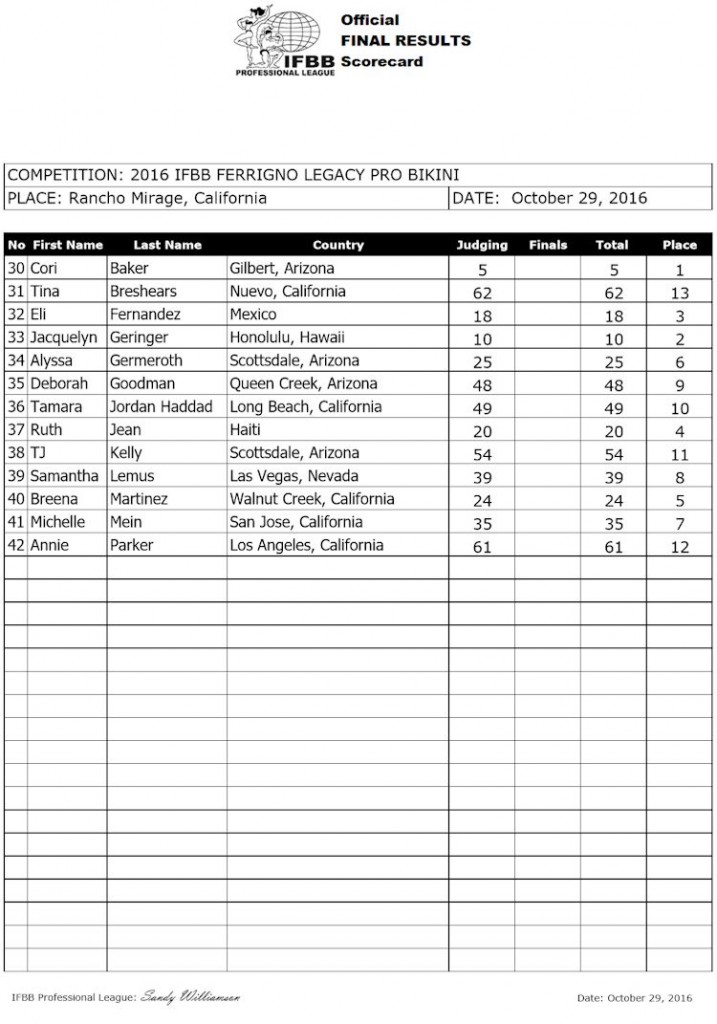 Official
FINAL RESULTS
Scorecard
IFBB
PROFESSIONAL LEAGUE
COMPETITION: 2016 IFBB FERRIGNO LEGACY PRO BIKINI
PLACE: Rancho Mirage, California DATE: October 29, 2016
No First Name Last Name Country Judging Finals Total Place
30 Cori Baker Gilbert, Arizona 5 5 1
31 Tina Breshears Nuevo, California 62 62 13
32 Eli Fernandez Mexico 18 18 3
33 Jacquelyn Geringer Honolulu, Hawaii 10 10 2
34 Alyssa Germeroth Scottsdale, Arizona 25 25 6
35 Deborah Goodman Queen Creek, Arizona 48 48 9
36 Tamara Jordan Haddad Long Beach, California 49 49 10
37 Ruth Jean Haiti 20 20 4
38 TJ Kelly Scottsdale, Arizona 54 54 11
39 Samantha Lemus Las Vegas, Nevada 39 39 8
40 Breena Martinez Walnut Creek, California 24 24 5
41 Michelle Mein San Jose, California 35 35 7
42 Annie Parker Los Angeles, California 61 61 12
IFBB Professional League: Sandy Williamson Date: October 29, 2016